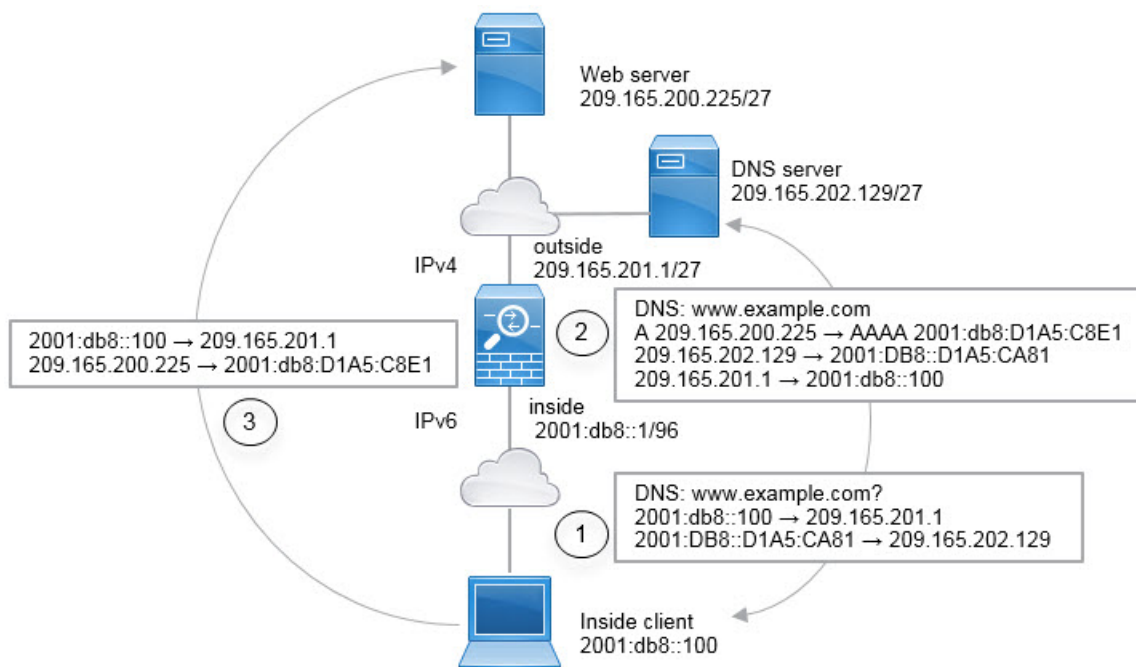 Web server
209.165.200.225/27
DNS server
209.165.202.129/27
outside
IPv4
209.165.201.1/27
2
DNS: www.example.com
A 209.165.200.225 → AAAA 2001:db8:D1A5:C8E1
209.165.202.129 → 2001:DB8::D1A5:CA81
209.165.201.1 → 2001:db8::100
2001:db8::100 → 209.165.201.1
209.165.200.225 → 2001:db8:D1A5:C8E1
3
IPv6
inside
2001:db8::1/96
1
DNS: www.example.com?
2001:db8::100 → 209.165.201.1
2001:DB8::D1A5:CA81 → 209.165.202.129
Inside client
2001:db8::100